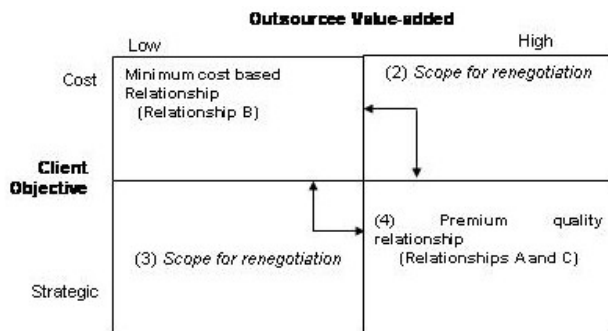 Outsourcee Value-added
Low
High
Cost
Minimum cost based
Relationship
(Relationship B)
(2) Scope for renegotiation
Client
Objective
(3) Scope for renegotiation
(4) Premium quality
relationship
(Relationships A and C)
Strategic